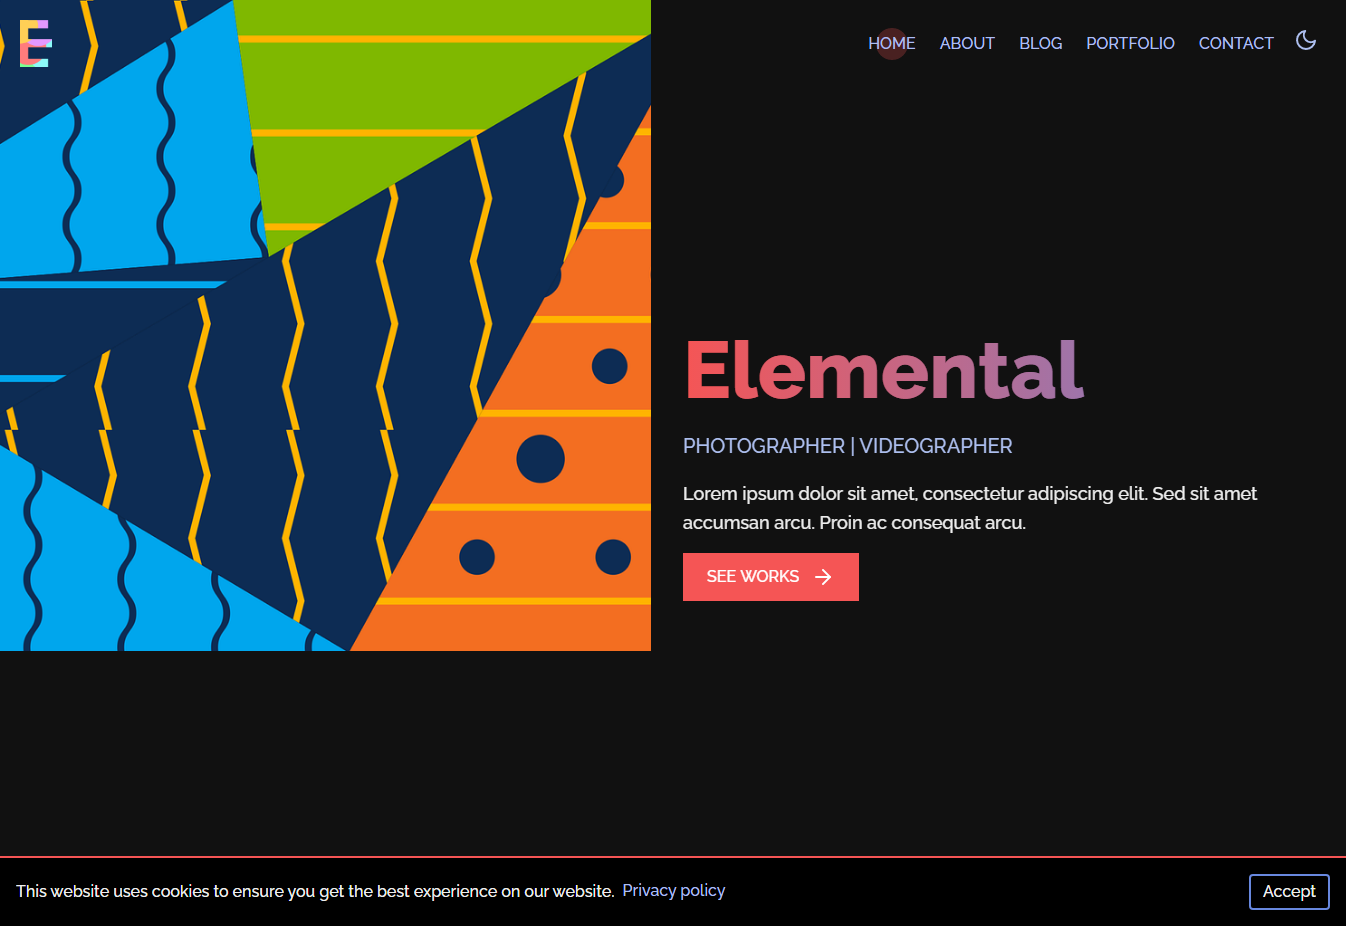 E
HOME ABOUT BLOG PORTFOLIO CONTACT
Elemental
PHOTOGRAPHER | VIDEOGRAPHER
Lorem ipsum dolor sit amet, consectetur adipiscing elit. Sed sit amet
accumsan arcu. Proin ac consequat arcu.
SEE WORKS
This website uses cookies to ensure you get the best experience on our website. Privacy policy
Accept